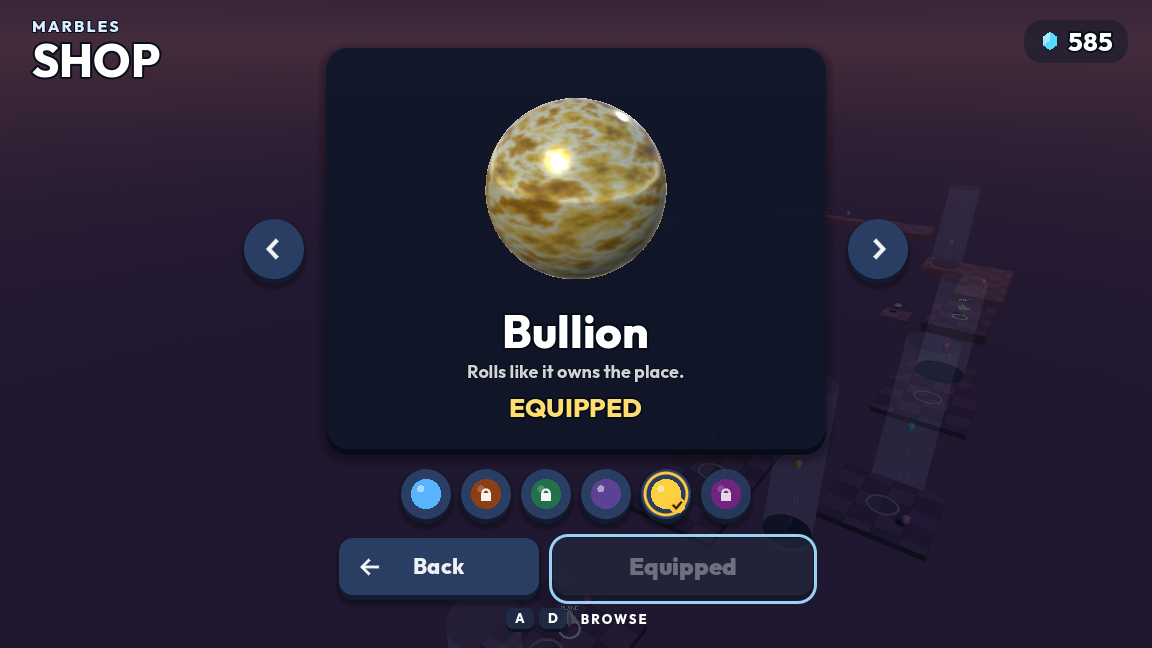 MARBLES
SHOP
585
Bullion
Rolls like it owns the place.
EQUIPPED
Back
Equipped
A D BROWSE